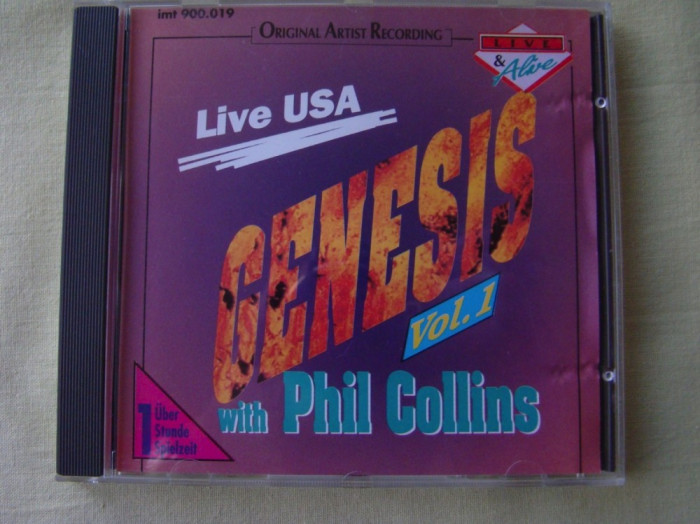 imt 900.019
ORIGINAL ARTIST RECORDING
LIVE
& Alive
Live USA
GENESIS
Vol. 1
with Phil Collins
1 Über
Stunde
Spielzeit